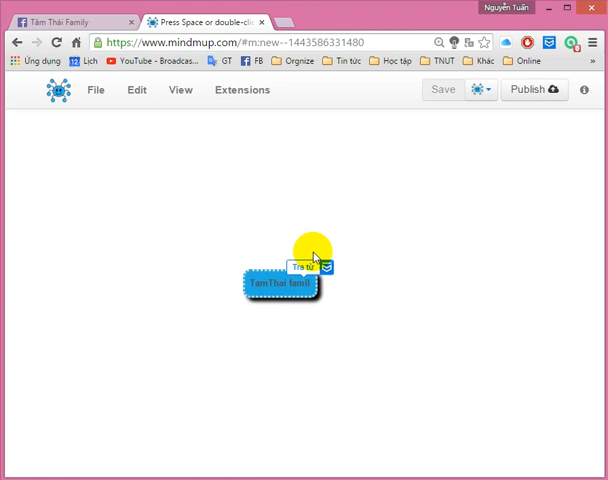 Nguyễn Tuấn
Tâm Thái Family
Press Space or double-cli
https://www.mindmup.com/#m:new--1443586331480
Ứng dụng
12
Lịch
YouTube - Broadcas...
GT
FB
Orgnize
Tin tức
Học tập
TNUT
Khác
Online
»
File
Edit
View
Extensions
Save
Publish
Tra từ
TamThai famil